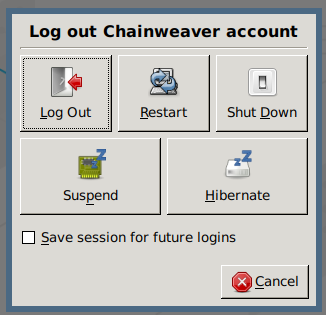 Log out Chainweaver account
Log Out Restart Shut Down
Suspend Hibernate
Save session for future logins
Cancel